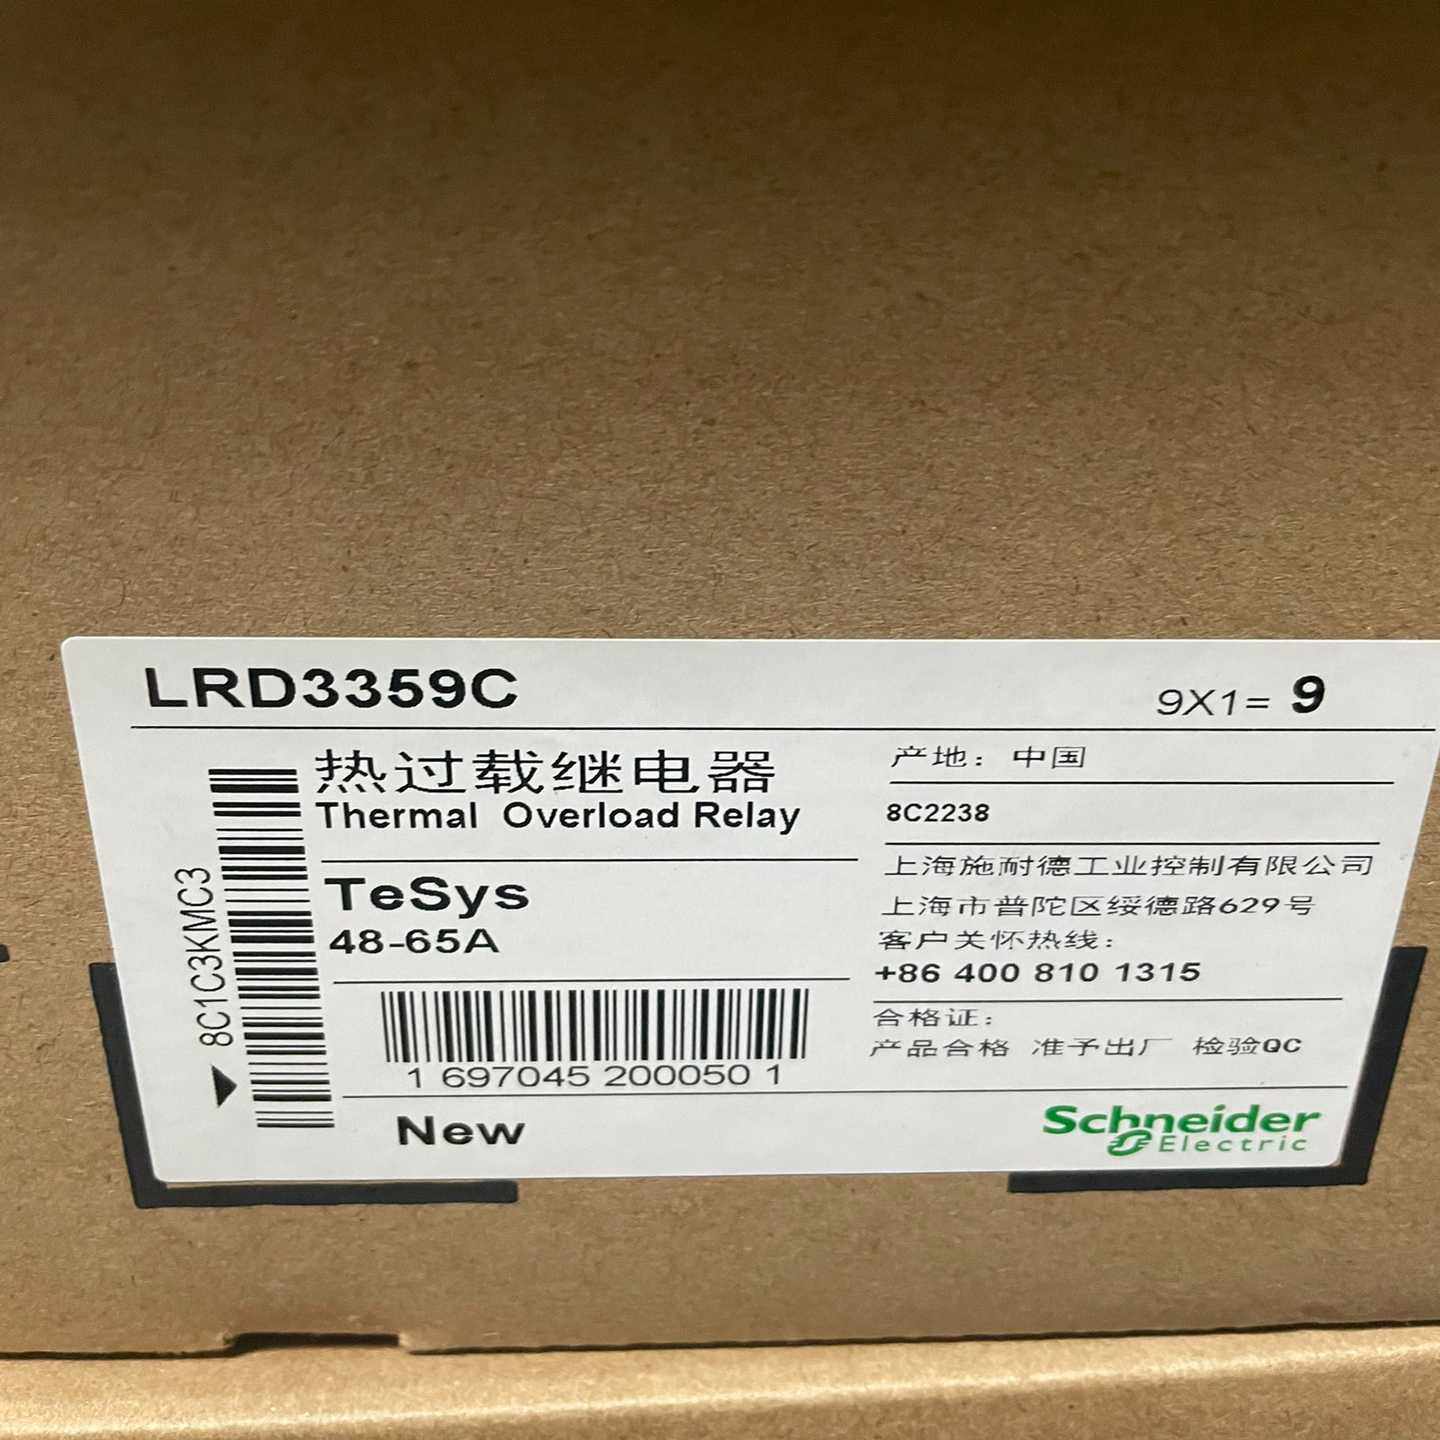 LRD3359C
9X1= 9
热过载继电器
Thermal Overload Relay
TeSys
48-65A
8C1C3KMC3
1 697045 200050 1
New
产地：中国
8C2238
上海施耐德工业控制有限公司
上海市普陀区绥德路629号
客户关怀热线：
+86 400 810 1315
合格证：
产品合格 准予出厂 检验QC
Schneider
Electric